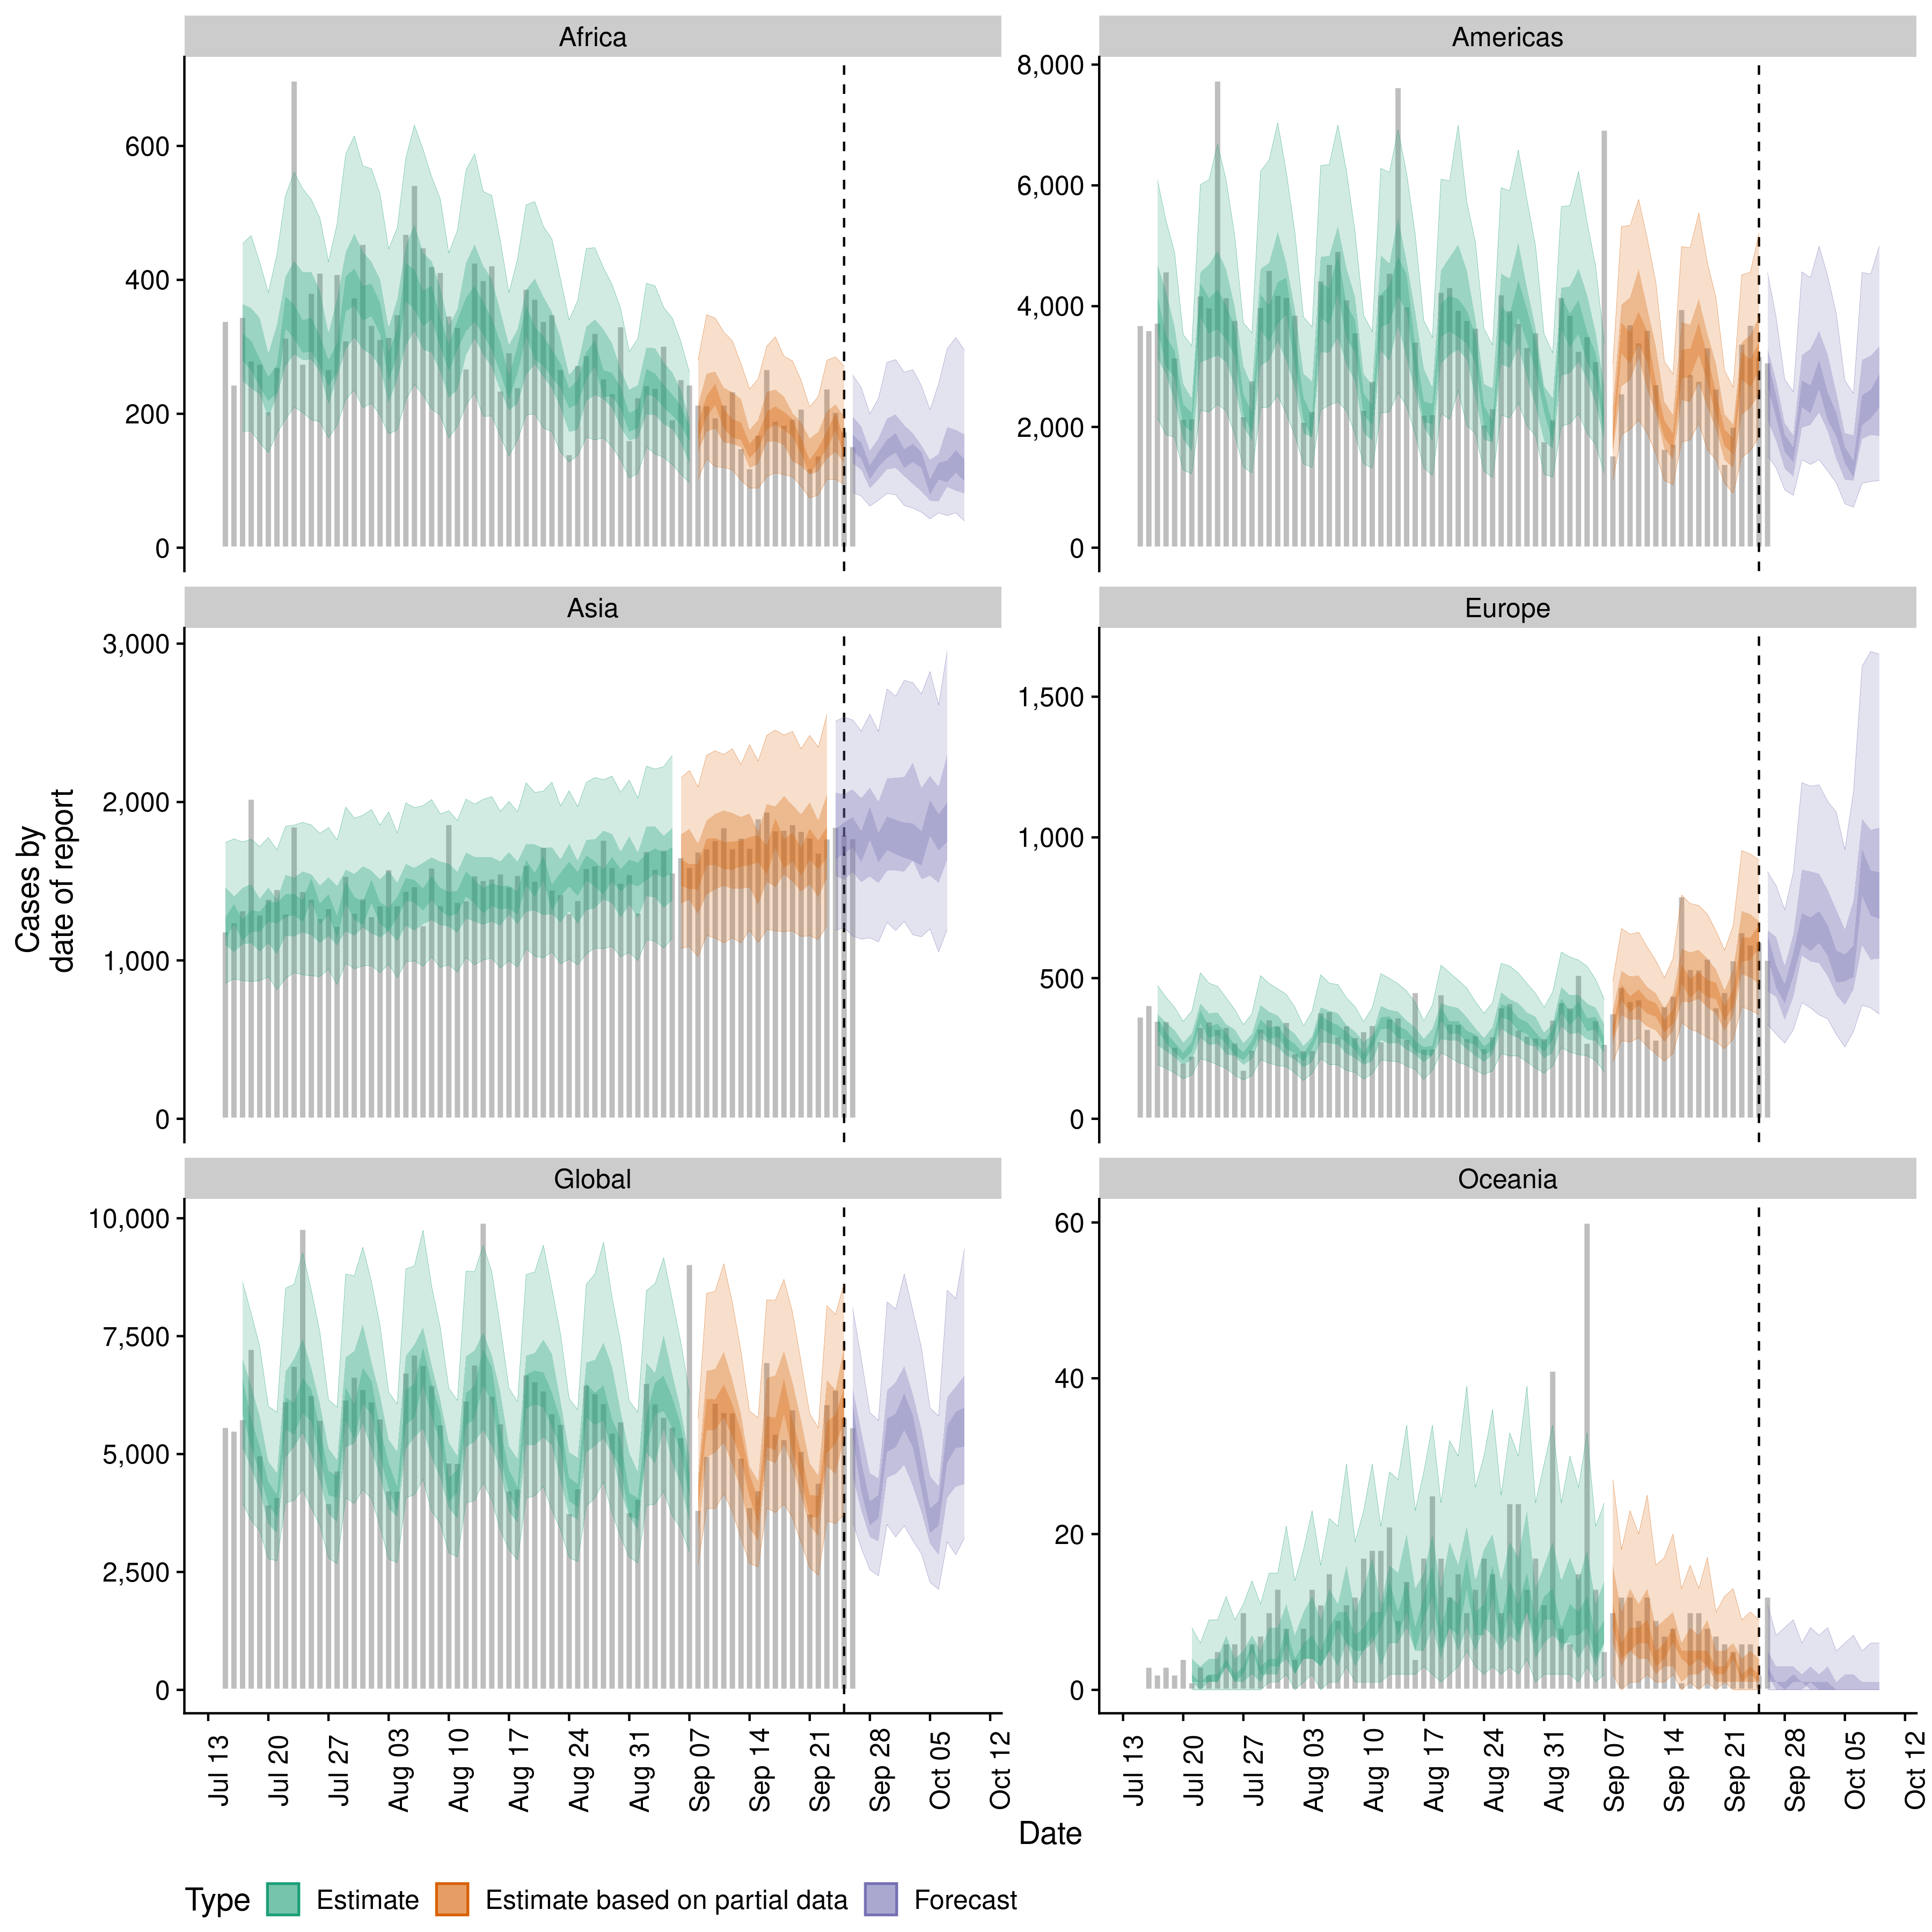 Africa
Americas
600
400
200
0
8,000
6,000
4,000
2,000
0
Asia
Europe
3,000
2,000
1,000
0
1,500
1,000
500
0
Global
Oceania
10,000
7,500
5,000
2,500
0
60
40
20
0
Cases by
date of report
Jul 13
Jul 20
Jul 27
Aug 03
Aug 10
Aug 17
Aug 24
Aug 31
Sep 07
Sep 14
Sep 21
Sep 28
Oct 05
Oct 12
Jul 13
Jul 20
Jul 27
Aug 03
Aug 10
Aug 17
Aug 24
Aug 31
Sep 07
Sep 14
Sep 21
Sep 28
Oct 05
Oct 12
Date
Type Estimate Estimate based on partial data Forecast